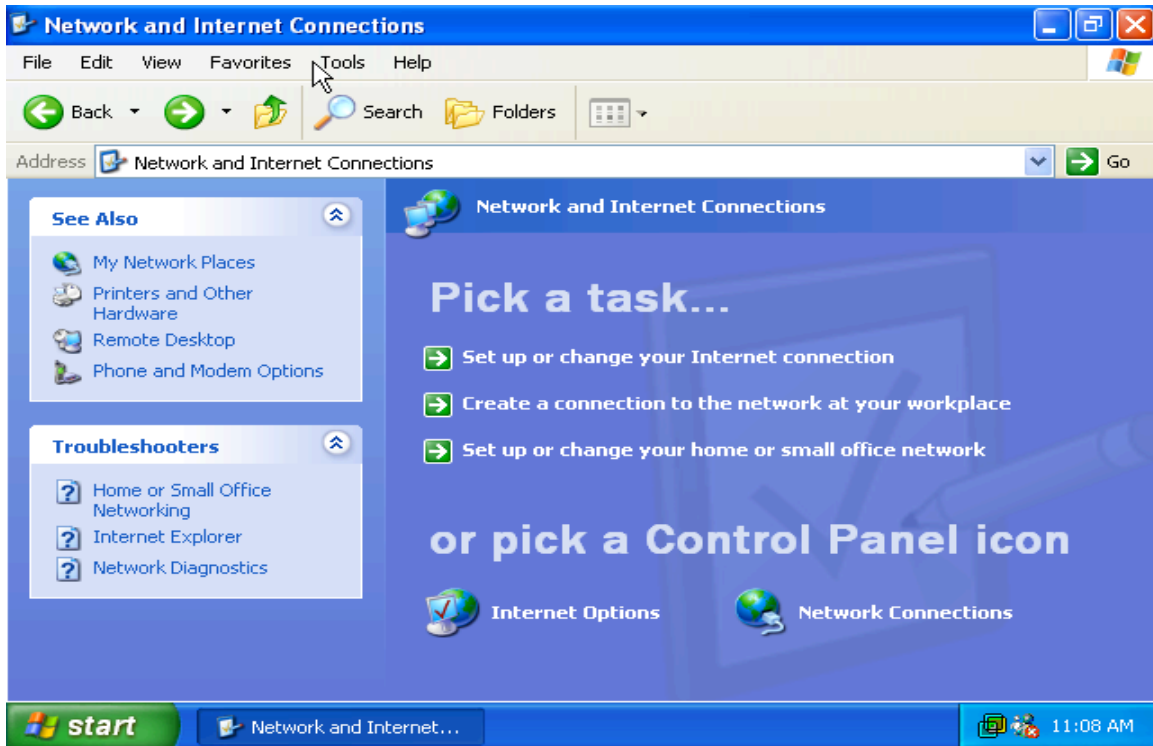 Network and Internet Connections
File Edit View Favorites Tools Help
Back Search Folders
Address Network and Internet Connections Go
See Also
My Network Places
Printers and Other
Hardware
Remote Desktop
Phone and Modem Options
Troubleshooters
Home or Small Office
Networking
Internet Explorer
Network Diagnostics
Network and Internet Connections
Pick a task...
Set up or change your Internet connection
Create a connection to the network at your workplace
Set up or change your home or small office network
or pick a Control Panel icon
Internet Options Network Connections
start Network and Internet... 11:08 AM